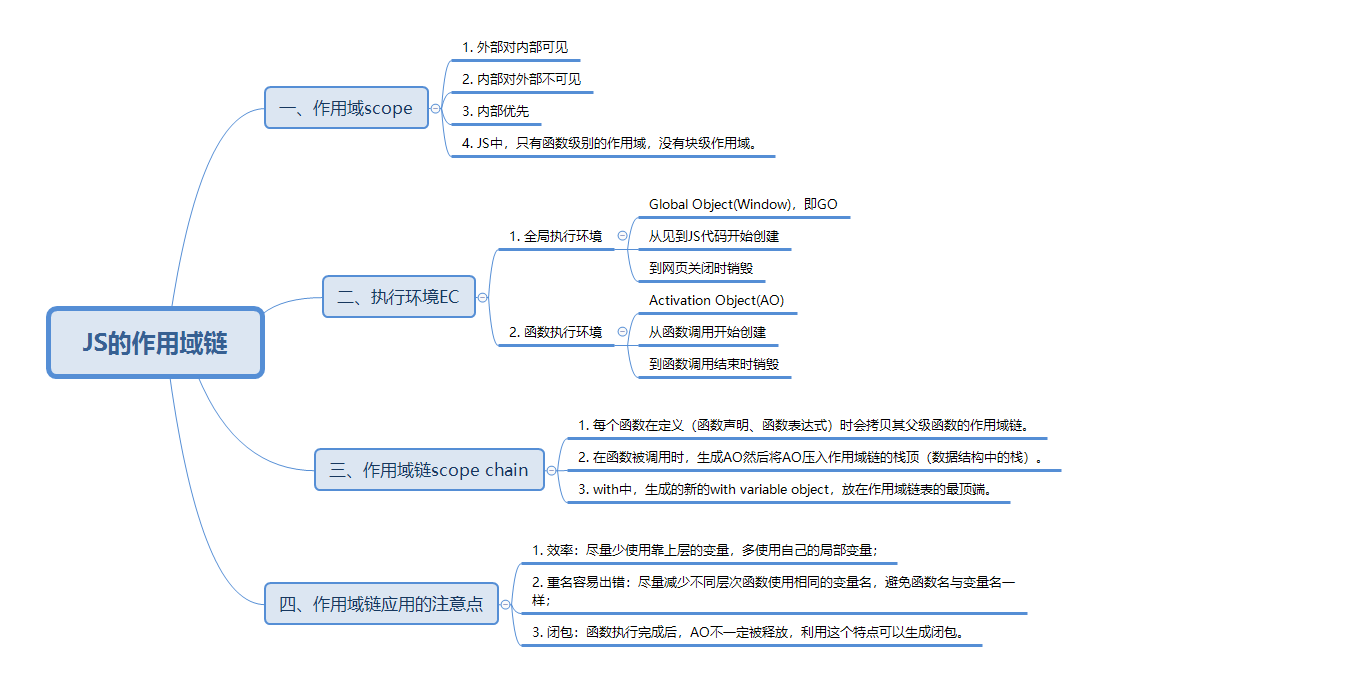 JS的作用域链
一、作用域scope
1. 外部对内部可见
2. 内部对外部不可见
3. 内部优先
4. JS中，只有函数级别的作用域，没有块级作用域。
二、执行环境EC
1. 全局执行环境
Global Object(Window)，即GO
从见到JS代码开始创建
到网页关闭时销毁
2. 函数执行环境
Activation Object(AO)
从函数调用开始创建
到函数调用结束时销毁
三、作用域链scope chain
1. 每个函数在定义（函数声明、函数表达式）时会拷贝其父级函数的作用域链。
2. 在函数被调用时，生成AO然后将AO压入作用域链的栈顶（数据结构中的栈）。
3. with中，生成的新的with variable object，放在作用域链表的最顶端。
四、作用域链应用的注意点
1. 效率：尽量少使用靠上层的变量，多使用自己的局部变量；
2. 重名容易出错：尽量减少不同层次函数使用相同的变量名，避免函数名与变量名一
样；
3. 闭包：函数执行完成后，AO不一定被释放，利用这个特点可以生成闭包。